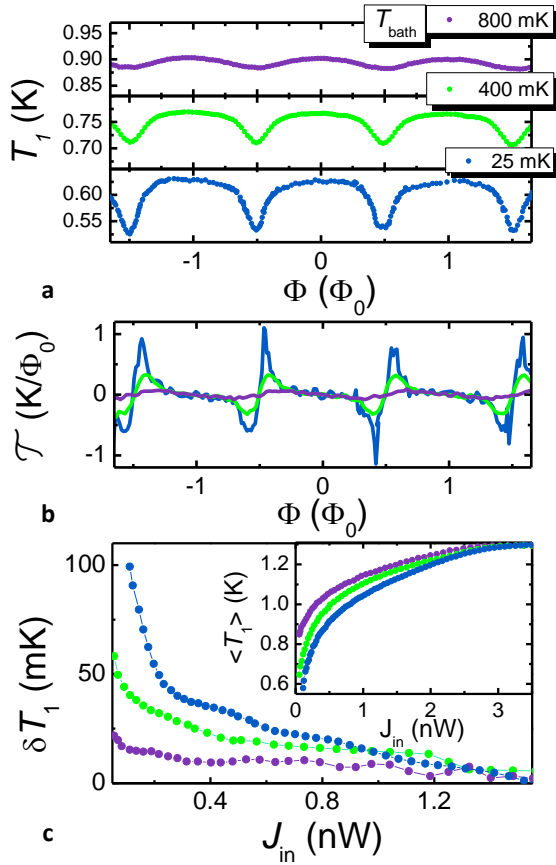 T_bath
800 mK
0.95
0.90
0.85
400 mK
0.75
0.70
25 mK
0.60
0.55
T_1 (K)
-1
0
1
a
Φ (Φ_0)
1
0
-1
𝒯 (K/Φ_0)
-1
0
1
b
Φ (Φ_0)
100
50
0
δT_1 (mK)
1.2
1.0
0.8
0.6
<T_1> (K)
0
1
2
3
J_in (nW)
0.4
0.8
1.2
c
J_in (nW)